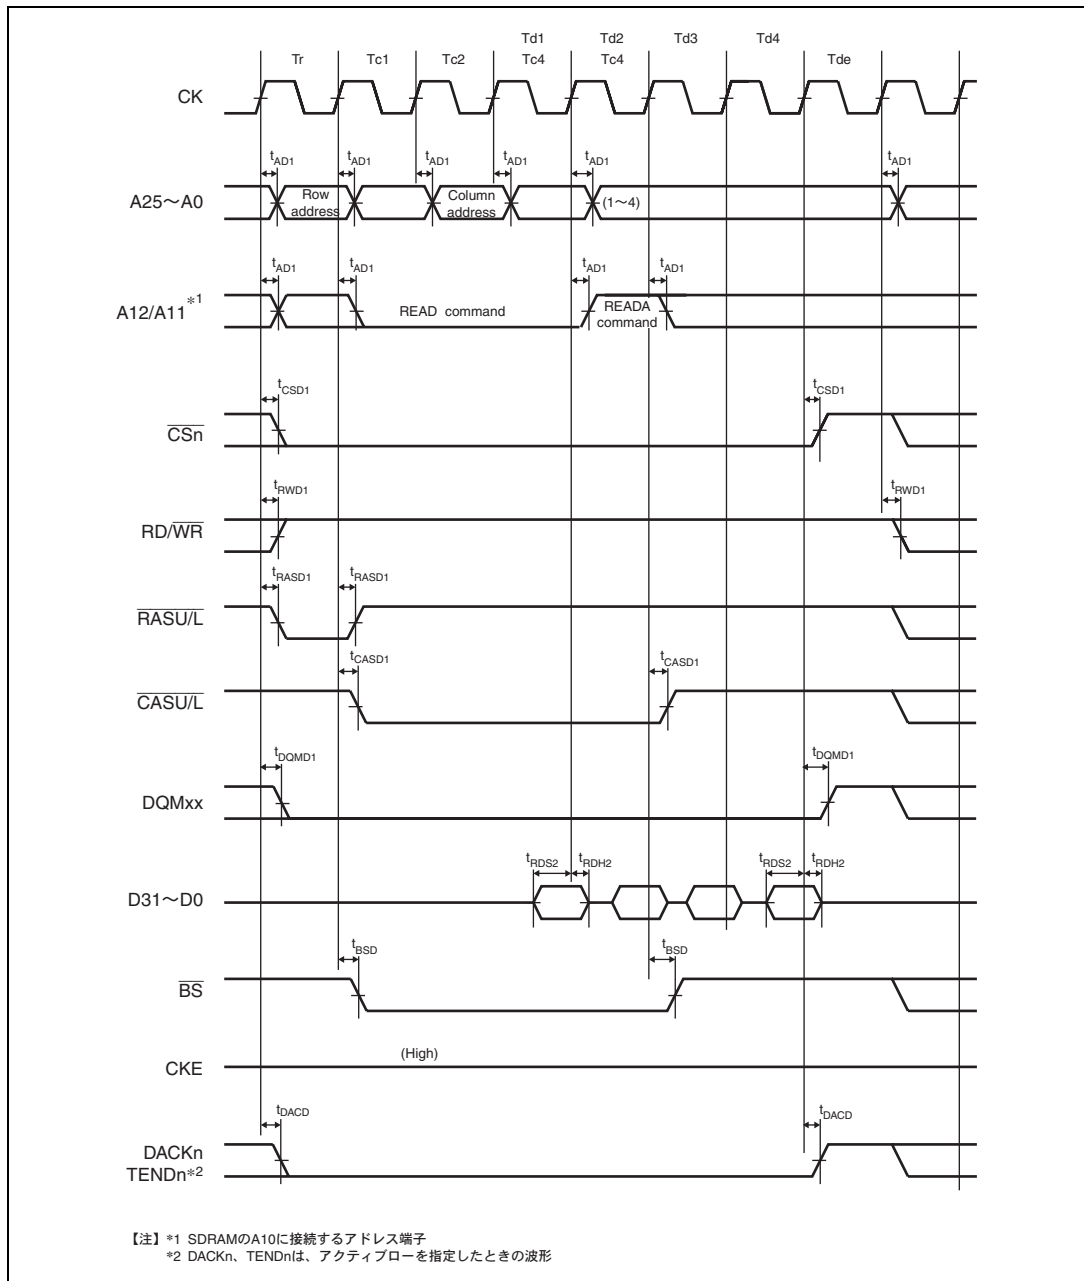 Td1 Td2 Td3 Td4
Tr Tc1 Tc2 Tc4 Tc4 Tde
CK
tAD1 tAD1 tAD1 tAD1 tAD1 tAD1
A25～A0 Row address Column address (1～4)
tAD1 tAD1 tAD1 tAD1
A12/A11*1 READ command READA command
tCSD1 tCSD1
CSn
tRWD1 tRWD1
RD/WR
tRASD1 tRASD1
RASU/L
tCASD1 tCASD1
CASU/L
tDQMD1 tDQMD1
DQMxx
tRDS2 tRDH2 tRDS2 tRDH2
D31～D0
tBSD tBSD
BS
(High)
CKE
tDACD tDACD
DACKn
TENDn*2
【注】*1 SDRAMのA10に接続するアドレス端子
*2 DACKn、TENDnは、アクティブローを指定したときの波形